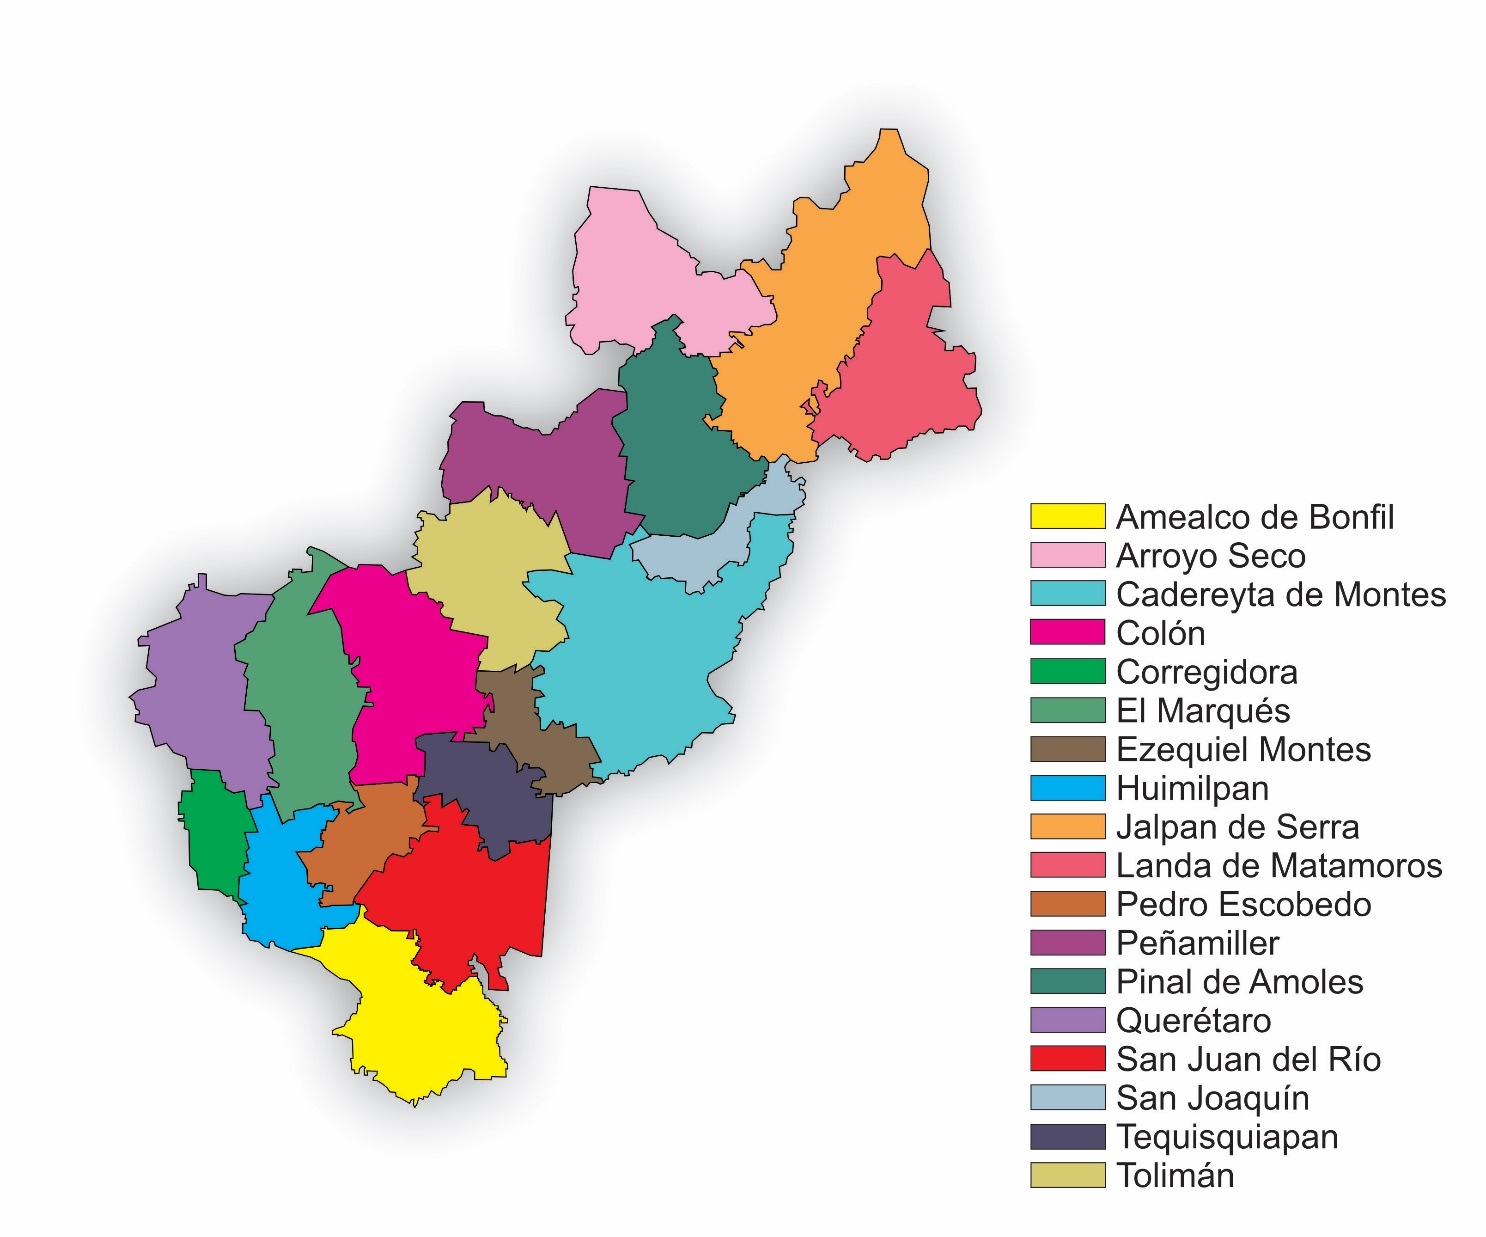 Amealco de Bonfil
Arroyo Seco
Cadereyta de Montes
Colón
Corregidora
El Marqués
Ezequiel Montes
Huimilpan
Jalpan de Serra
Landa de Matamoros
Pedro Escobedo
Peñamiller
Pinal de Amoles
Querétaro
San Juan del Río
San Joaquín
Tequisquiapan
Tolimán